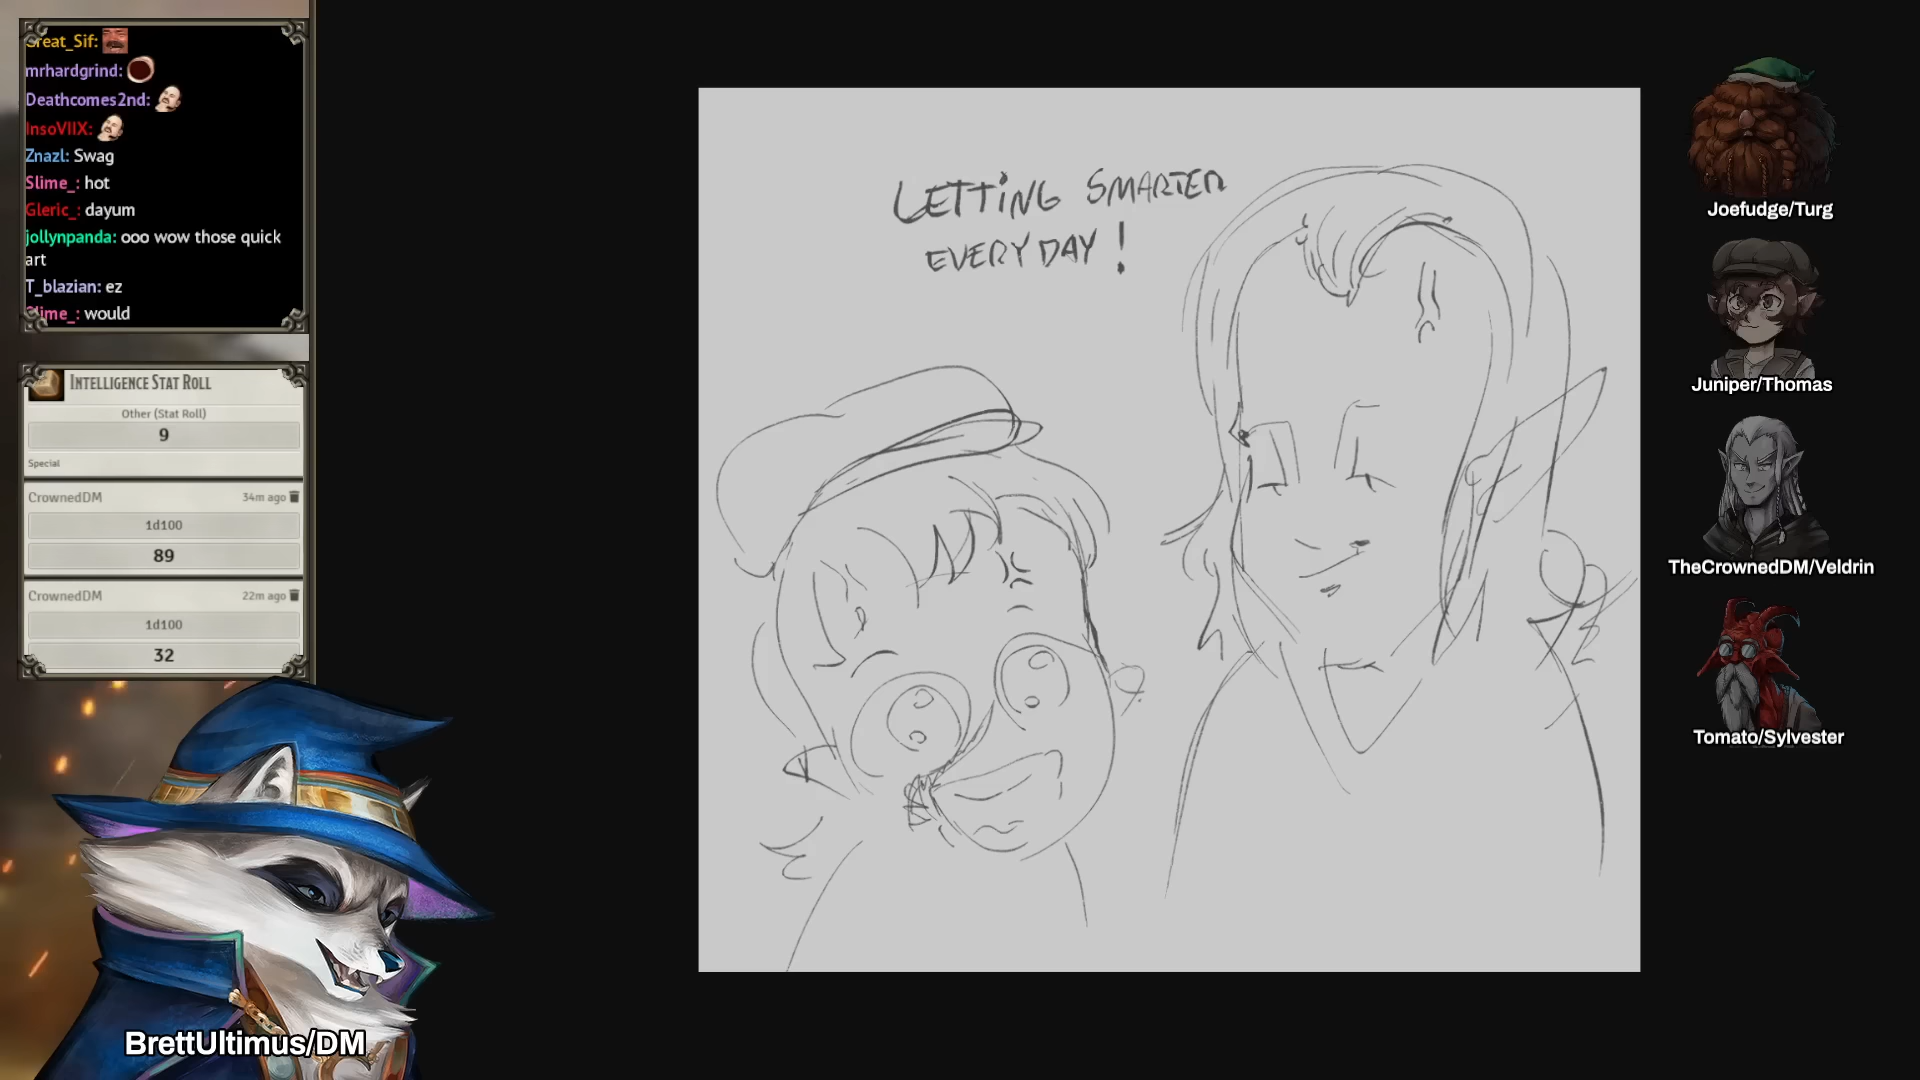 Great_Sif:
mrhardgrind:
Deathcomes2nd:
InsoVIIX:
Znazl: Swag
Slime_: hot
Gleric_: dayum
jollynpanda: ooo wow those quick
art
T_blazian: ez
Slime_: would
INTELLIGENCE STAT ROLL
Other (Stat Roll)
9
Special
CrownedDM 34m ago
1d100
89
CrownedDM 22m ago
1d100
32
BrettUltimus/DM
LETTING SMARTER
EVERY DAY !
Joefudge/Turg
Juniper/Thomas
TheCrownedDM/Veldrin
Tomato/Sylvester